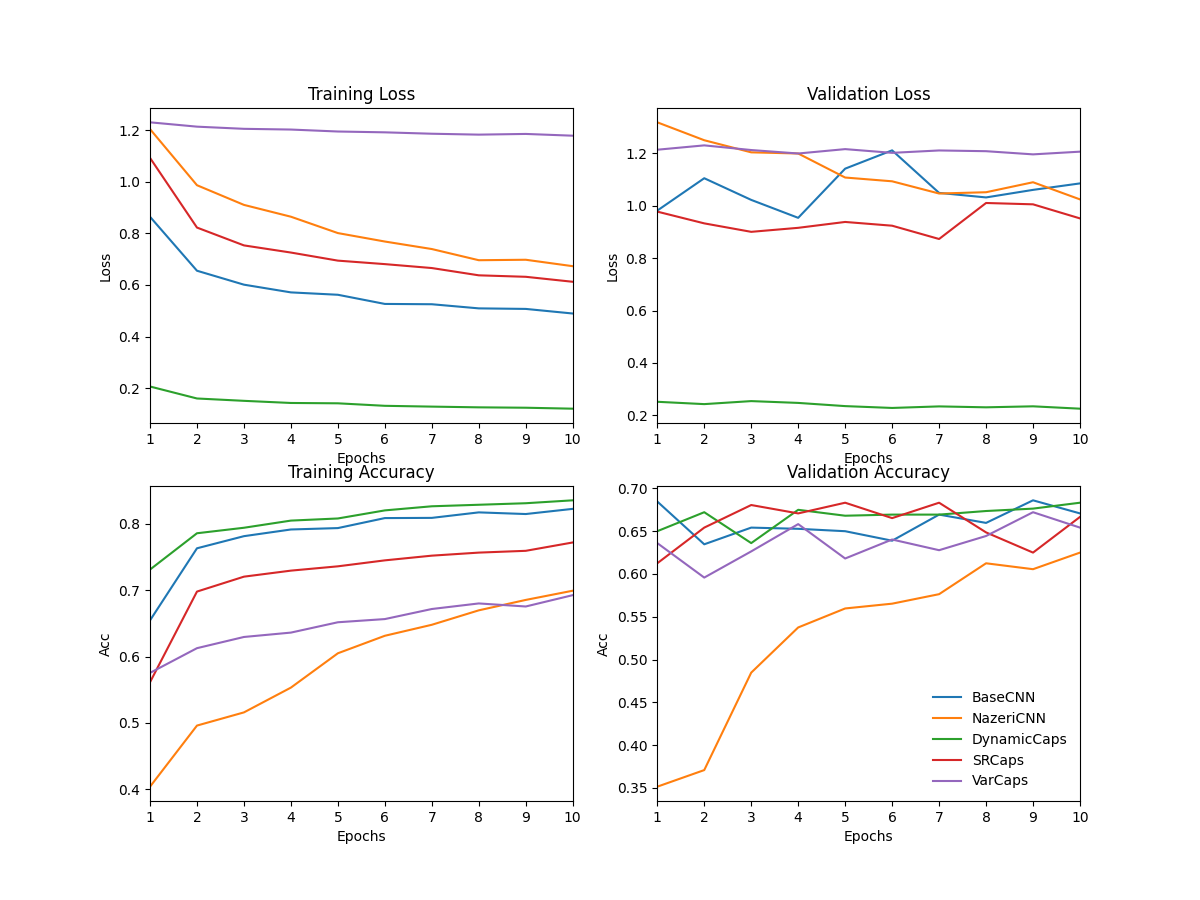 Training Loss
Loss
1.2
1.0
0.8
0.6
0.4
0.2
1 2 3 4 5 6 7 8 9 10
Epochs
Validation Loss
Loss
1.2
1.0
0.8
0.6
0.4
0.2
1 2 3 4 5 6 7 8 9 10
Epochs
Training Accuracy
Acc
0.8
0.7
0.6
0.5
0.4
1 2 3 4 5 6 7 8 9 10
Epochs
Validation Accuracy
Acc
0.70
0.65
0.60
0.55
0.50
0.45
0.40
0.35
1 2 3 4 5 6 7 8 9 10
Epochs
BaseCNN
NazeriCNN
DynamicCaps
SRCaps
VarCaps